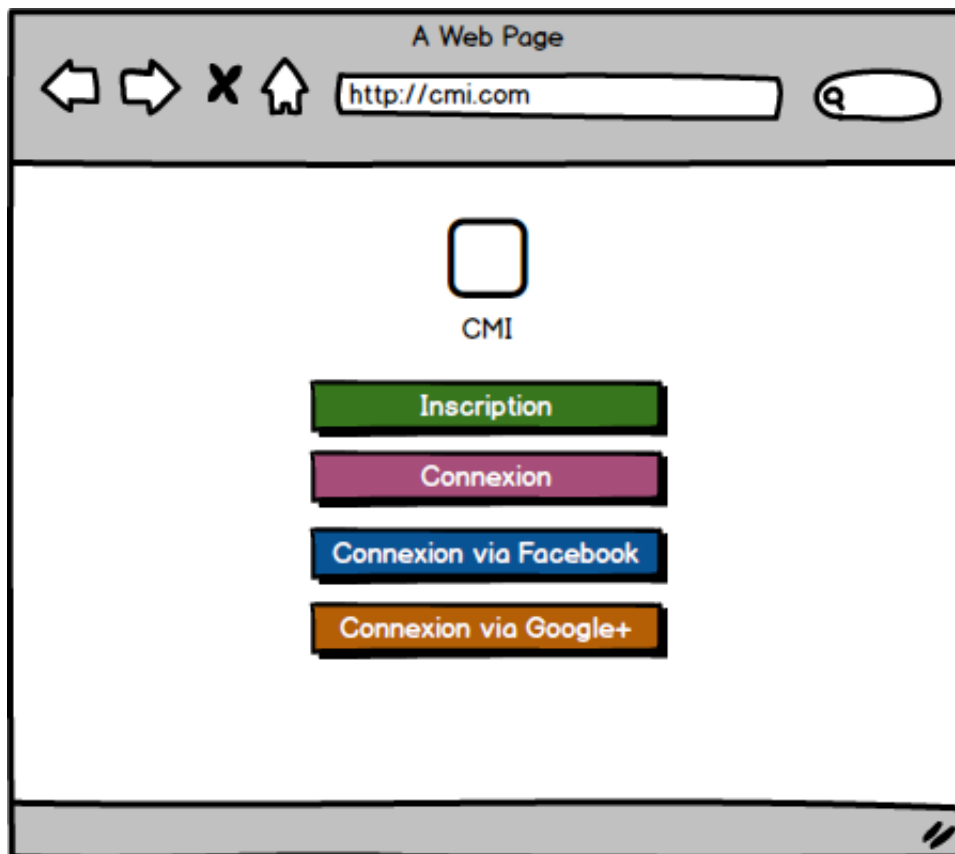 A Web Page
http://cmi.com
CMI
Inscription
Connexion
Connexion via Facebook
Connexion via Google+